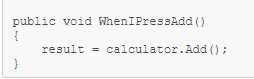 public void WhenIPressAdd()
{
    result = calculator.Add();
}